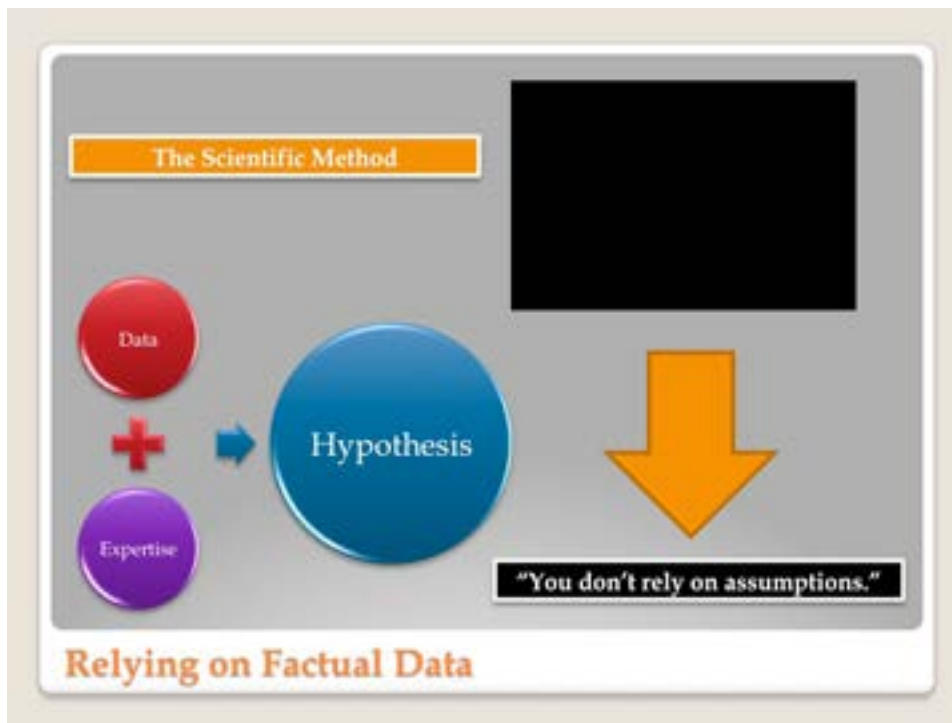 The Scientific Method
Data
Expertise
Hypothesis
“You don’t rely on assumptions.”
Relying on Factual Data